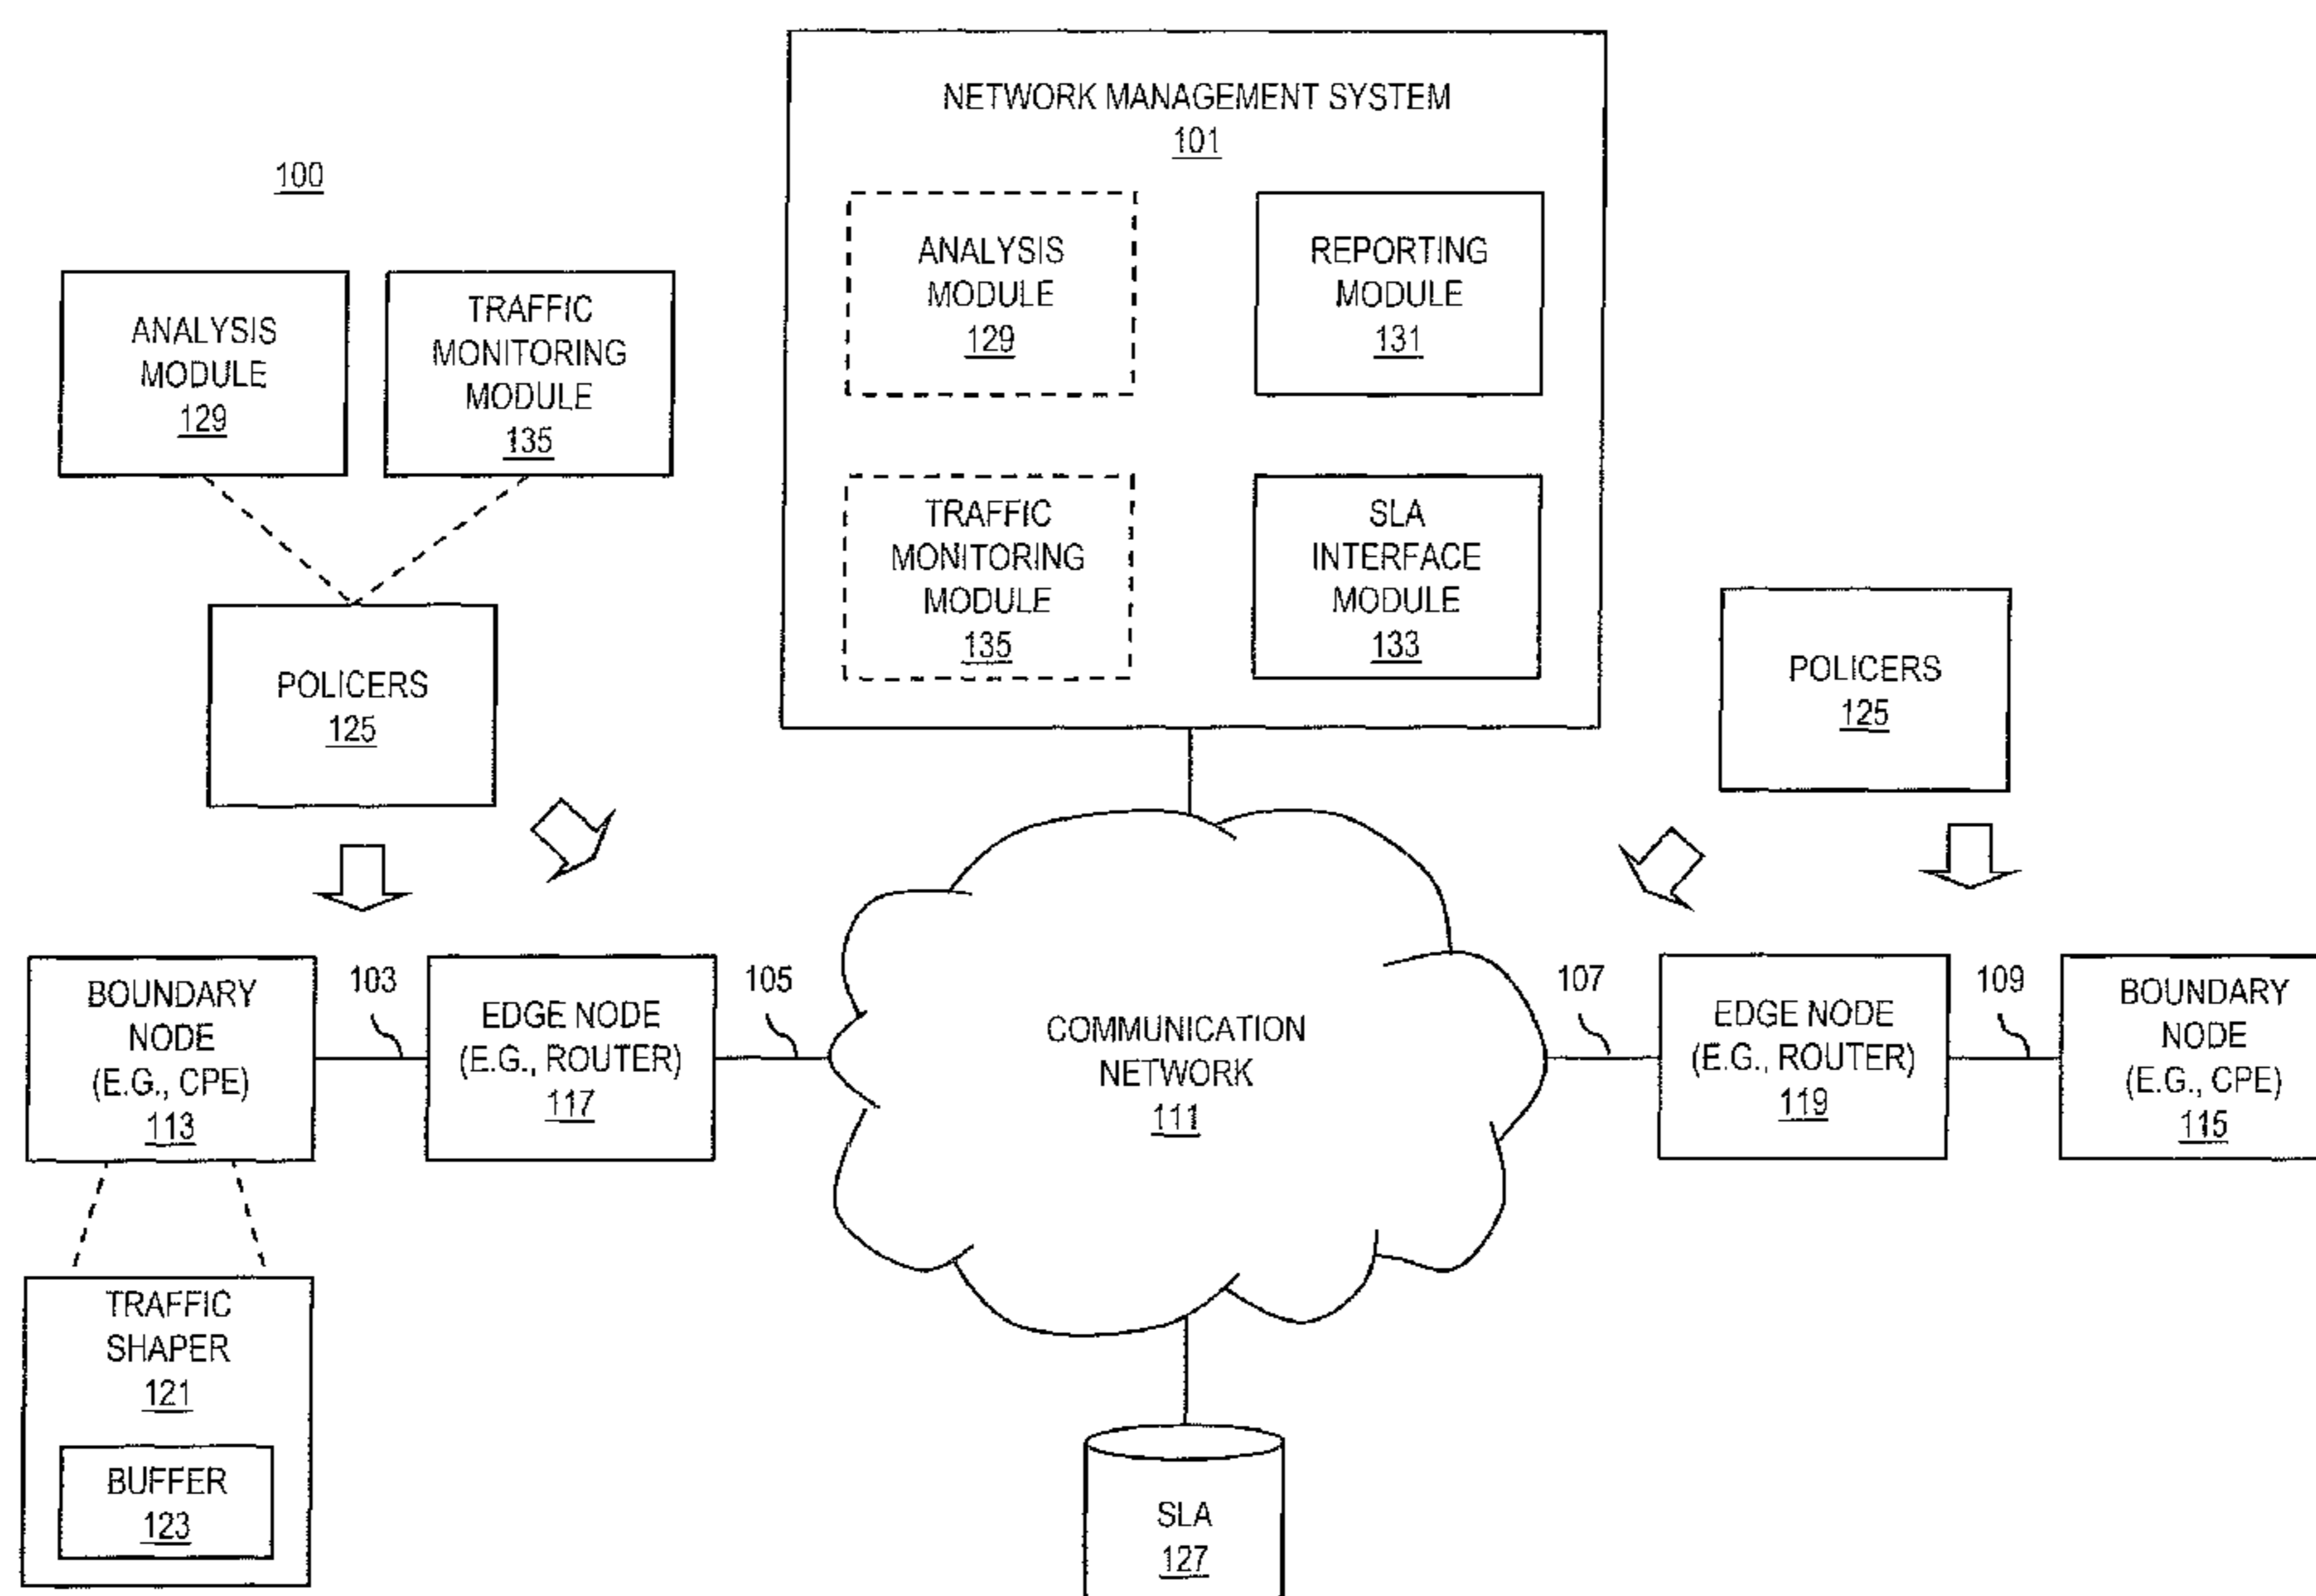 NETWORK MANAGEMENT SYSTEM
101
100
ANALYSIS
MODULE
129
REPORTING
MODULE
131
ANALYSIS
MODULE
129
TRAFFIC
MONITORING
MODULE
135
TRAFFIC
MONITORING
MODULE
135
SLA
INTERFACE
MODULE
133
POLICERS
125
POLICERS
125
BOUNDARY
NODE
(E.G., CPE)
113
103
EDGE NODE
(E.G., ROUTER)
117
105
COMMUNICATION
NETWORK
111
107
EDGE NODE
(E.G., ROUTER)
119
109
BOUNDARY
NODE
(E.G., CPE)
115
TRAFFIC
SHAPER
121
BUFFER
123
SLA
127